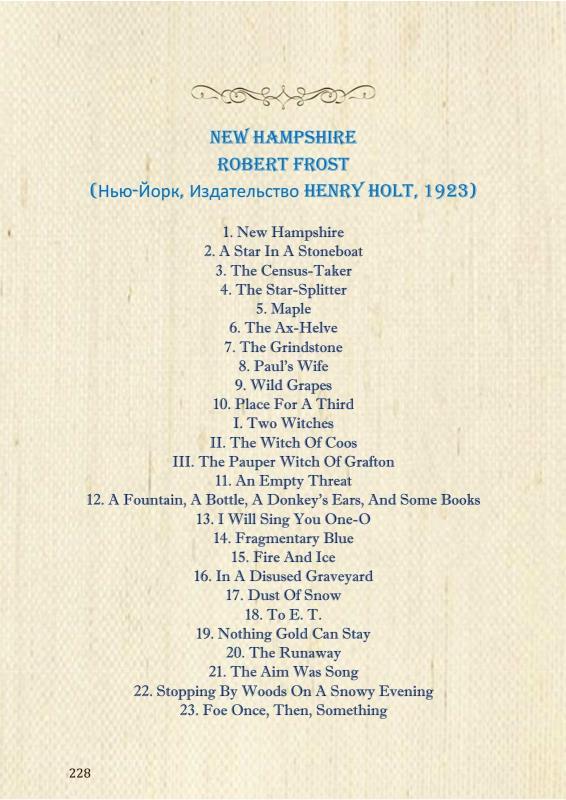 NEW HAMPSHIRE
ROBERT FROST
(Нью-Йорк, Издательство HENRY HOLT, 1923)
1. New Hampshire
2. A Star In A Stoneboat
3. The Census-Taker
4. The Star-Splitter
5. Maple
6. The Ax-Helve
7. The Grindstone
8. Paul's Wife
9. Wild Grapes
10. Place For A Third
I. Two Witches
II. The Witch Of Coos
III. The Pauper Witch Of Grafton
11. An Empty Threat
12. A Fountain, A Bottle, A Donkey's Ears, And Some Books
13. I Will Sing You One-O
14. Fragmentary Blue
15. Fire And Ice
16. In A Disused Graveyard
17. Dust Of Snow
18. To E. T.
19. Nothing Gold Can Stay
20. The Runaway
21. The Aim Was Song
22. Stopping By Woods On A Snowy Evening
23. Foe Once, Then, Something
228